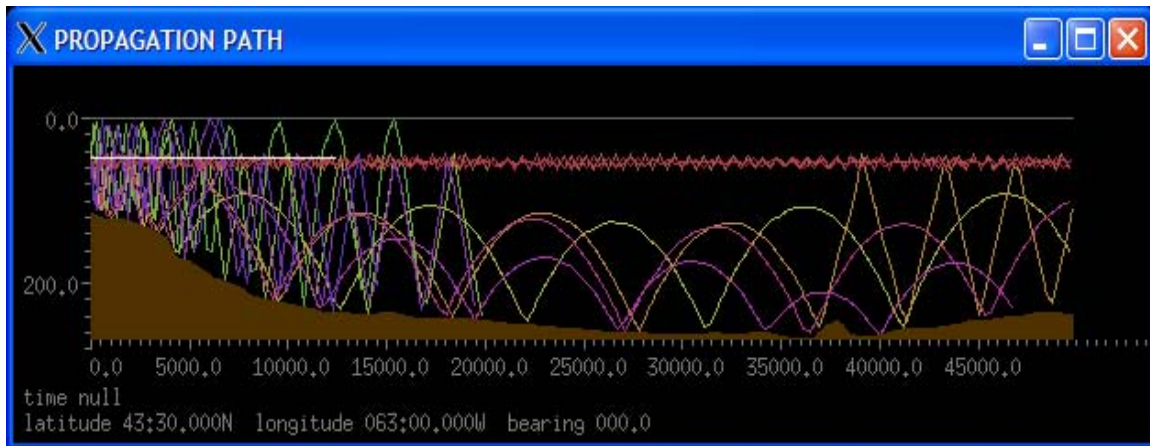 PROPAGATION PATH
0.0
200.0
0.0 5000.0 10000.0 15000.0 20000.0 25000.0 30000.0 35000.0 40000.0 45000.0
time null
latitude 43:30.000N longitude 063:00.000W bearing 000.0